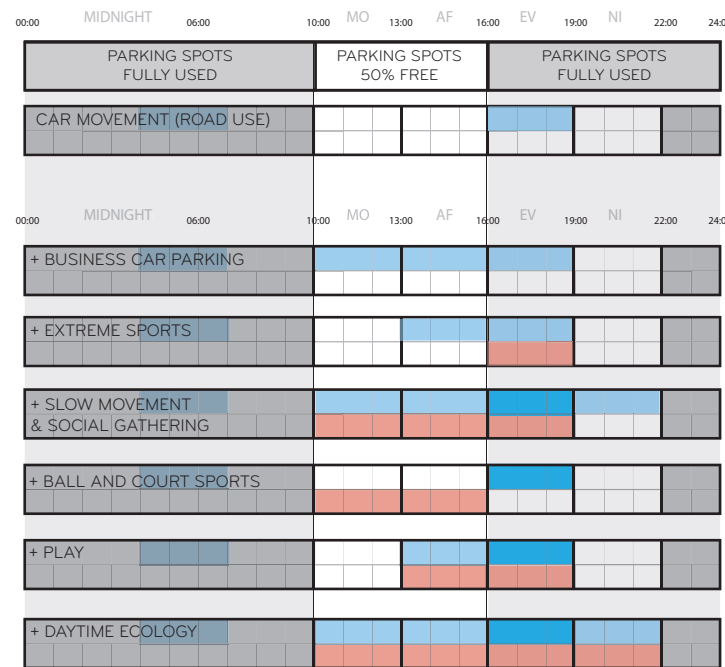 MIDNIGHT MO AF EV NI
00:00 06:00 10:00 13:00 16:00 19:00 22:00 24:0
PARKING SPOTS PARKING SPOTS PARKING SPOTS
FULLY USED 50% FREE FULLY USED
CAR MOVEMENT (ROAD USE)
MIDNIGHT MO AF EV NI
00:00 06:00 10:00 13:00 16:00 19:00 22:00 24:0
+ BUSINESS CAR PARKING
+ EXTREME SPORTS
+ SLOW MOVEMENT
& SOCIAL GATHERING
+ BALL AND COURT SPORTS
+ PLAY
+ DAYTIME ECOLOGY